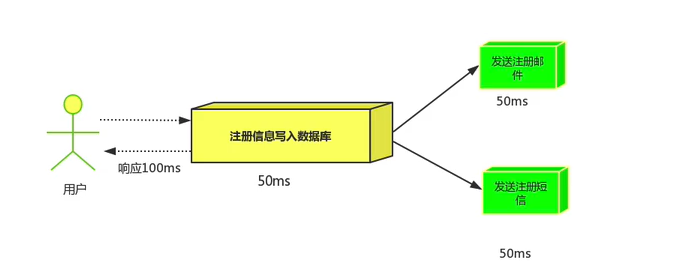 发送注册邮
件
50ms
注册信息写入数据库
响应100ms
50ms
用户
发送注册短
信
50ms